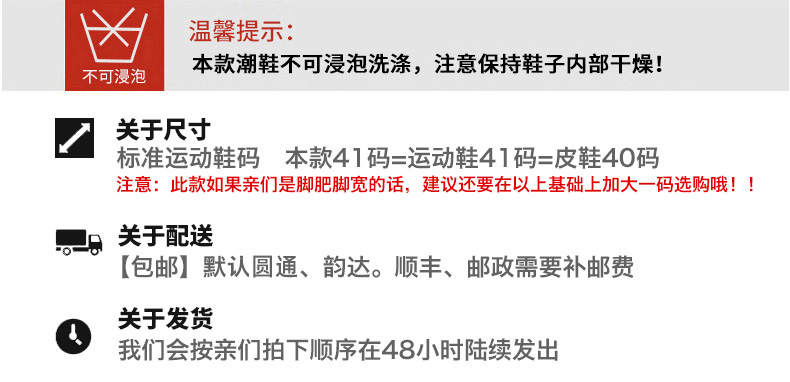 不可浸泡
温馨提示：
本款潮鞋不可浸泡洗涤，注意保持鞋子内部干燥！
关于尺寸
标准运动鞋码　本款41码=运动鞋41码=皮鞋40码
注意：此款如果亲们是脚肥脚宽的话，建议还要在以上基础上加大一码选购哦！！
关于配送
【包邮】默认圆通、韵达。顺丰、邮政需要补邮费
关于发货
我们会按亲们拍下顺序在48小时陆续发出